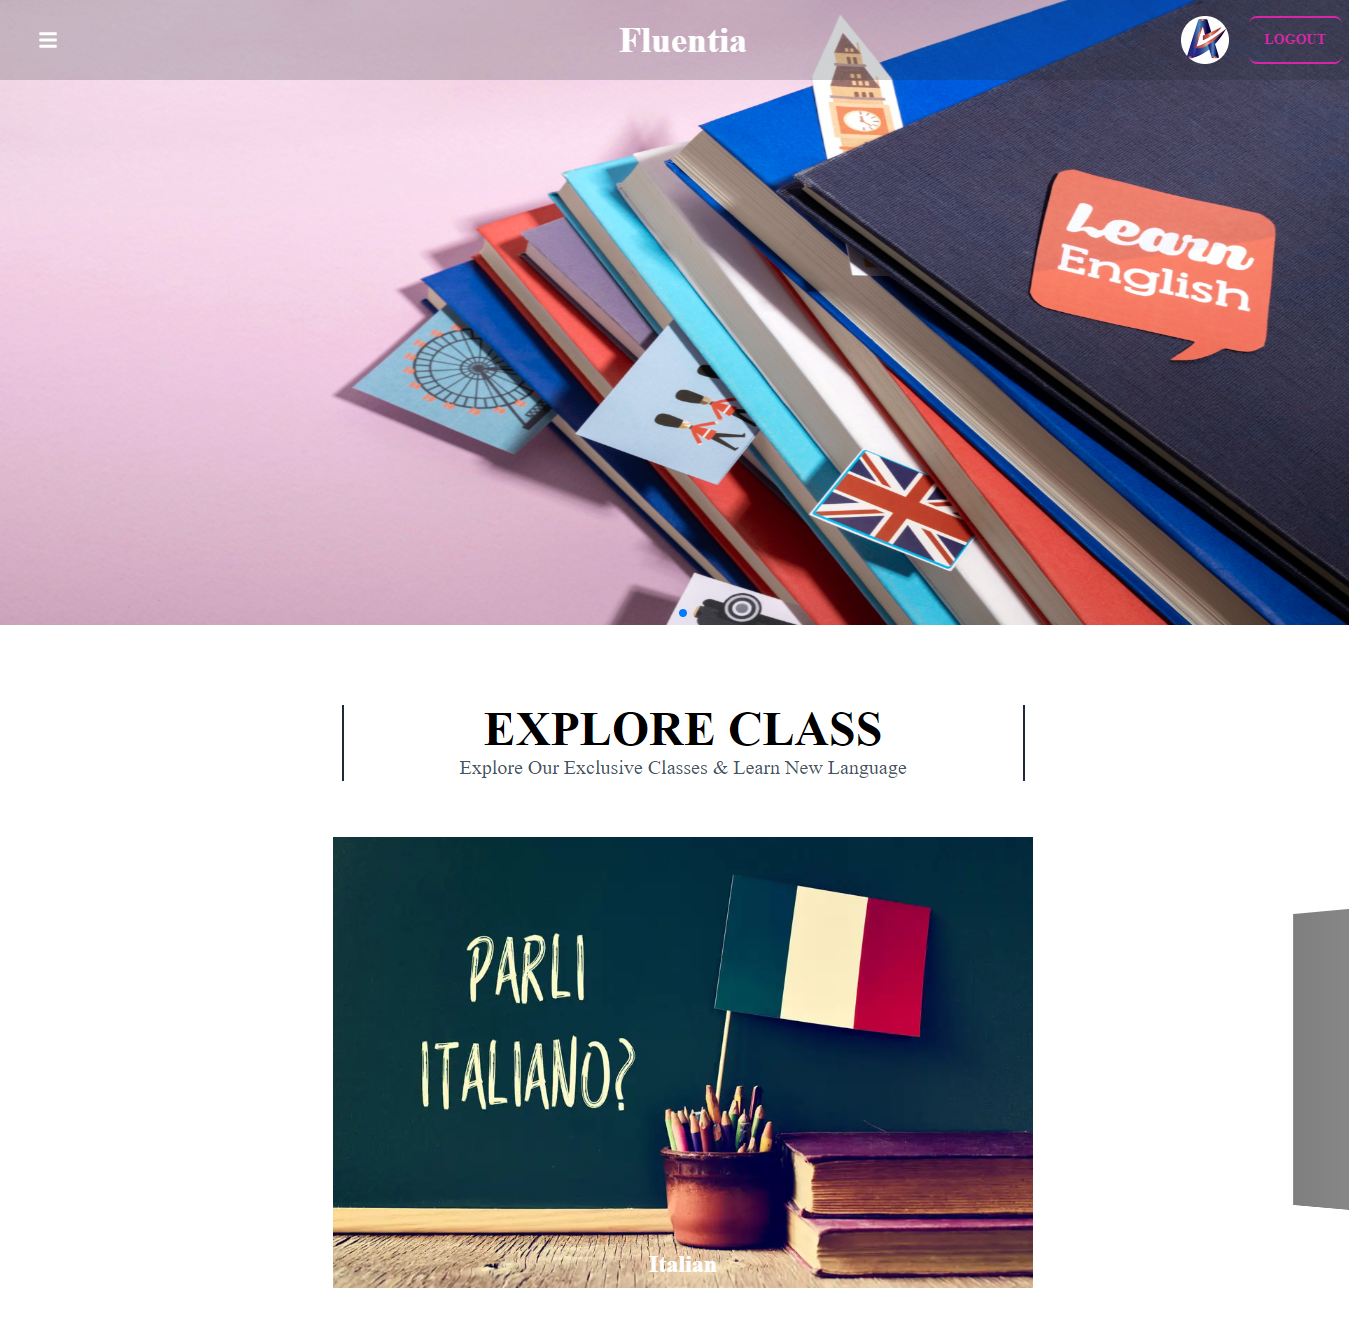 Fluentia
LOGOUT
Learn
English
EXPLORE CLASS
Explore Our Exclusive Classes & Learn New Language
PARLI
ITALIANO?
Italian